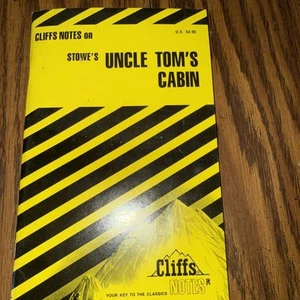 CLIFFS NOTES on
U.S. $4.95
STOWE'S UNCLE TOM'S
CABIN
Cliffs
NOTES®
YOUR KEY TO THE CLASSICS